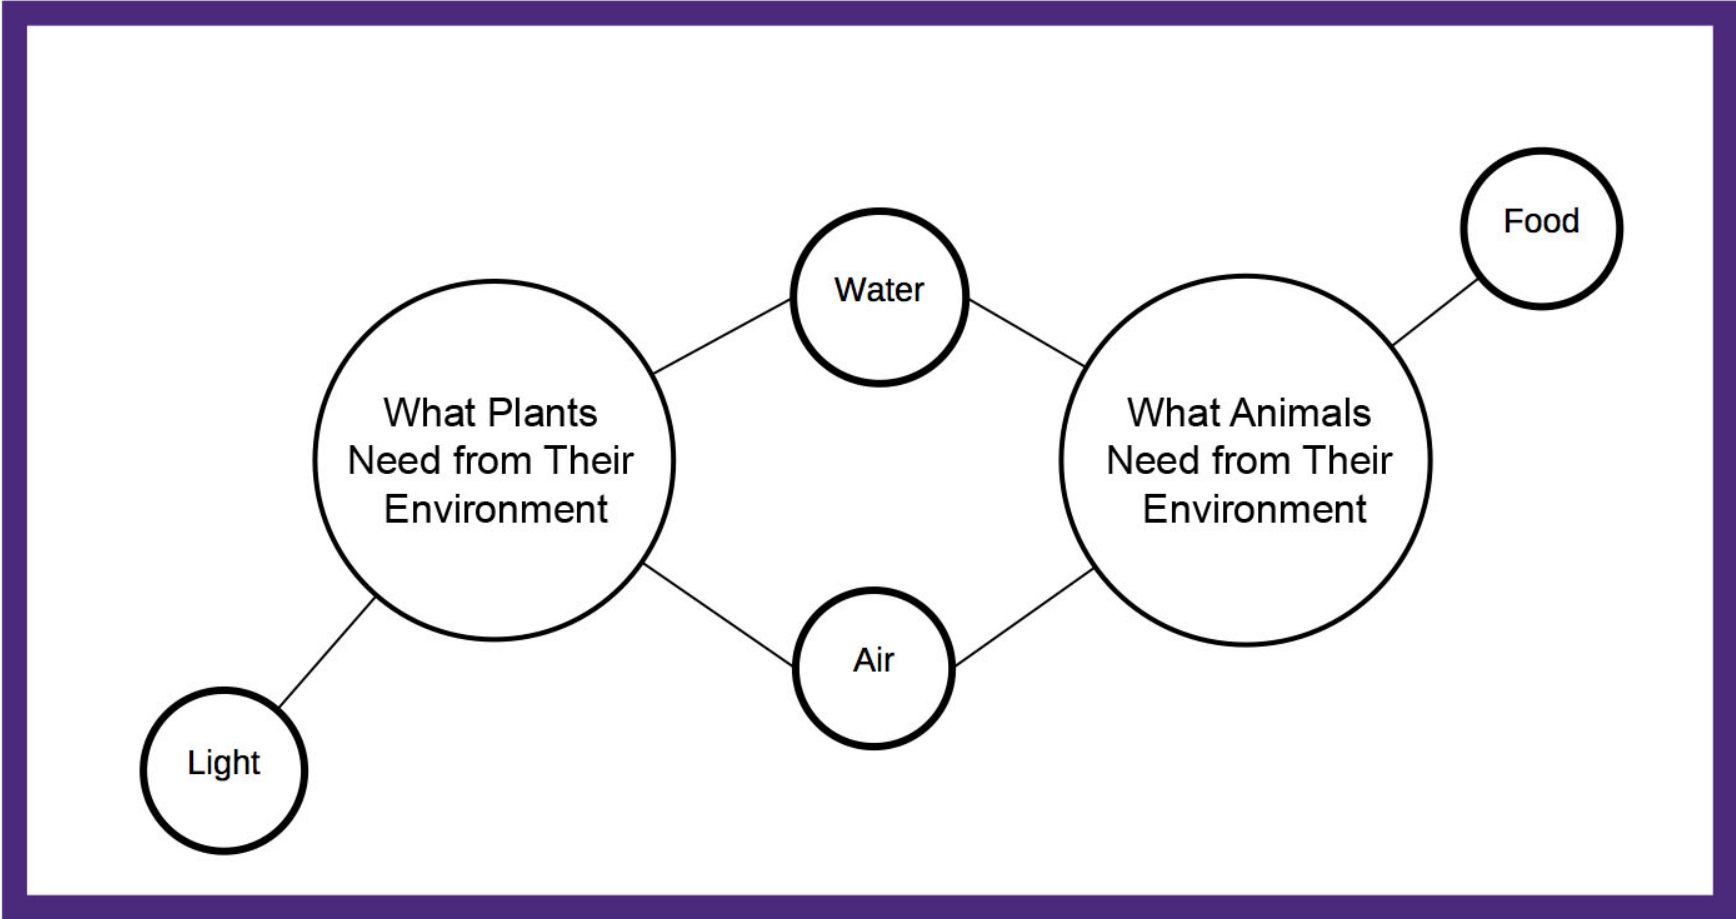 Food
Water
What Plants
Need from Their
Environment
What Animals
Need from Their
Environment
Air
Light